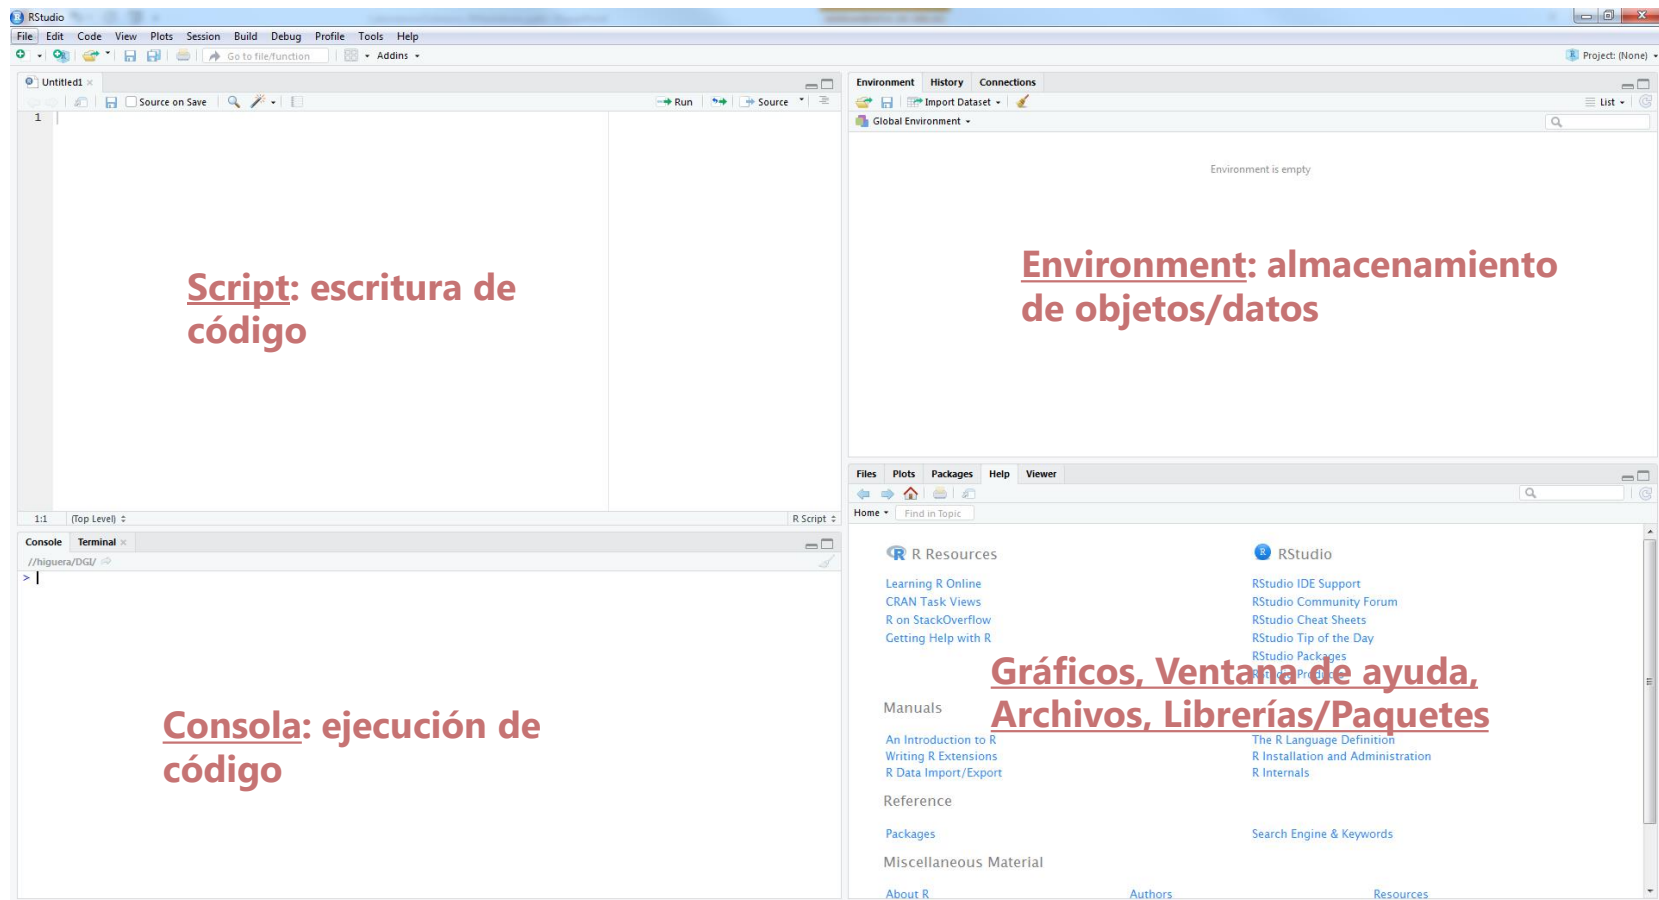 RStudio
File Edit Code View Plots Session Build Debug Profile Tools Help
Go to file/function Addins Project: (None)
Untitled1
Source on Save Run Source
1
Script: escritura de
código
1:1 (Top Level) R Script
Console Terminal
//higuera/DGI/
>
Consola: ejecución de
código
Environment History Connections
Import Dataset List
Global Environment
Environment is empty
Environment: almacenamiento
de objetos/datos
Files Plots Packages Help Viewer
Home Find in Topic
R Resources RStudio
Learning R Online RStudio IDE Support
CRAN Task Views RStudio Community Forum
R on StackOverflow RStudio Cheat Sheets
Getting Help with R RStudio Tip of the Day
RStudio Packages
Gráficos, Ventana de ayuda,
Archivos, Librerías/Paquetes
Manuals
An Introduction to R The R Language Definition
Writing R Extensions R Installation and Administration
R Data Import/Export R Internals
Reference
Packages Search Engine & Keywords
Miscellaneous Material
About R Authors Resources